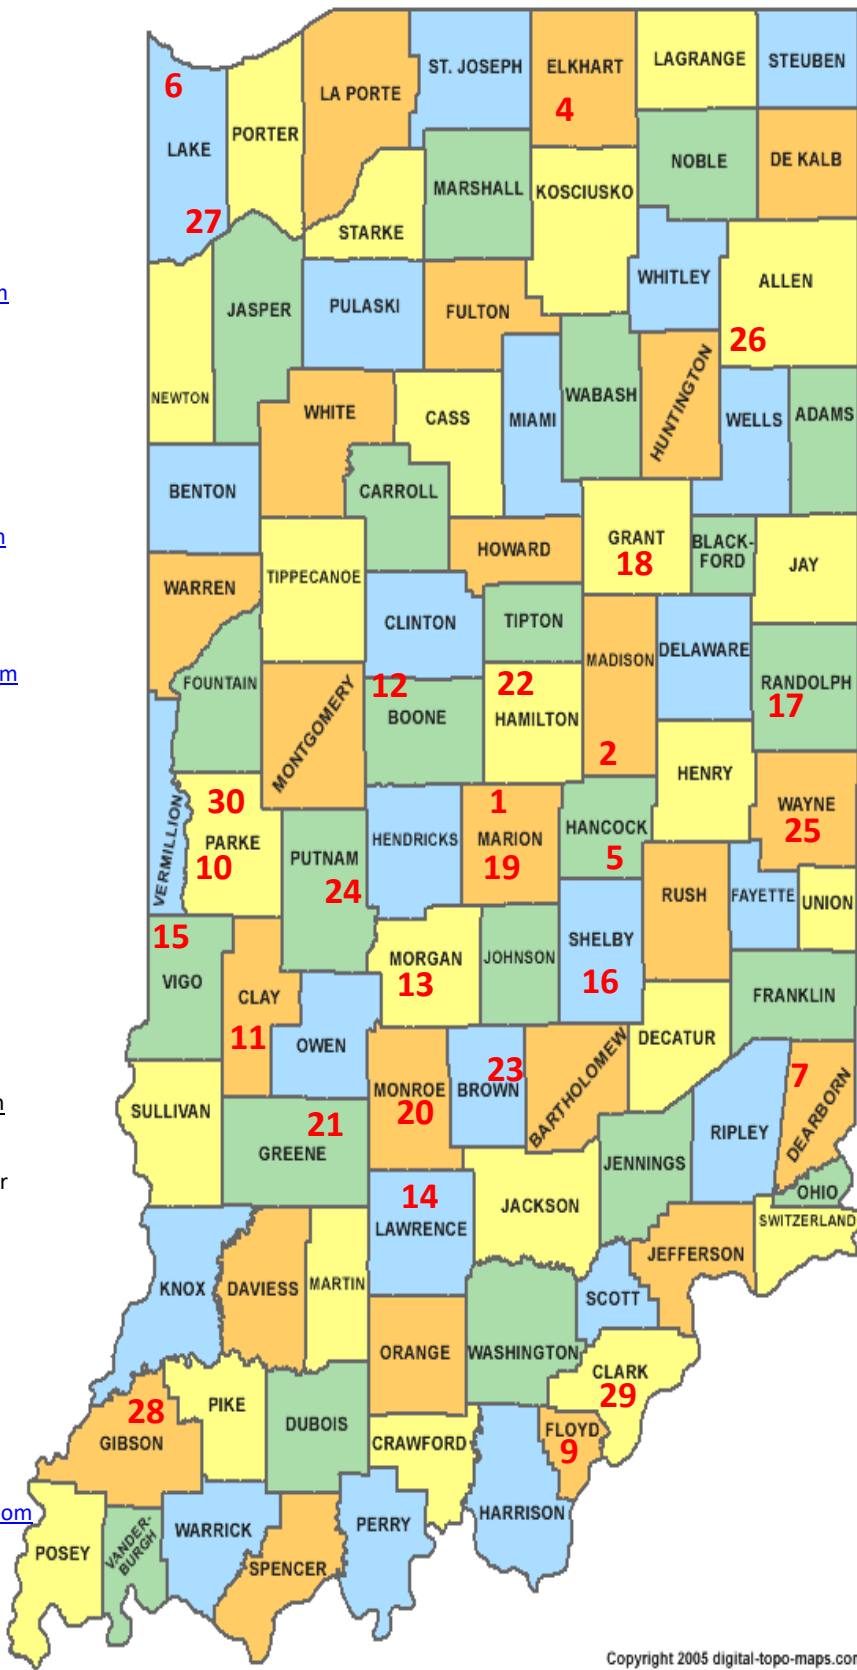 ST. JOSEPH
ELKHART
LAGRANGE
STEUBEN
6
LA PORTE
4
LAKE
PORTER
NOBLE
DE KALB
MARSHALL
KOSCIUSKO
27
STARKE
m
JASPER
PULASKI
FULTON
WHITLEY
ALLEN
26
NEWTON
WHITE
CASS
MIAMI
WABASH
HUNTINGTON
WELLS
ADAMS
BENTON
CARROLL
n
HOWARD
GRANT
18
BLACK-
FORD
JAY
WARREN
TIPPECANOE
CLINTON
TIPTON
MADISON
DELAWARE
m
FOUNTAIN
MONTGOMERY
12
BOONE
22
HAMILTON
2
RANDOLPH
17
VERMILLION
30
PARKE
10
PUTNAM
24
HENDRICKS
1
MARION
19
HANCOCK
5
HENRY
WAYNE
25
RUSH
FAYETTE
UNION
15
VIGO
CLAY
11
MORGAN
13
JOHNSON
SHELBY
16
FRANKLIN
OWEN
DECATUR
n
SULLIVAN
21
GREENE
MONROE
20
23
BROWN
BARTHOLOMEW
7
DEARBORN
RIPLEY
r
JENNINGS
OHIO
14
LAWRENCE
JACKSON
SWITZERLAND
JEFFERSON
KNOX
DAVIESS
MARTIN
SCOTT
ORANGE
WASHINGTON
CLARK
29
28
GIBSON
PIKE
DUBOIS
CRAWFORD
FLOYD
9
HARRISON
om
POSEY
VANDER-
BURGH
WARRICK
SPENCER
PERRY
Copyright 2005 digital-topo-maps.com